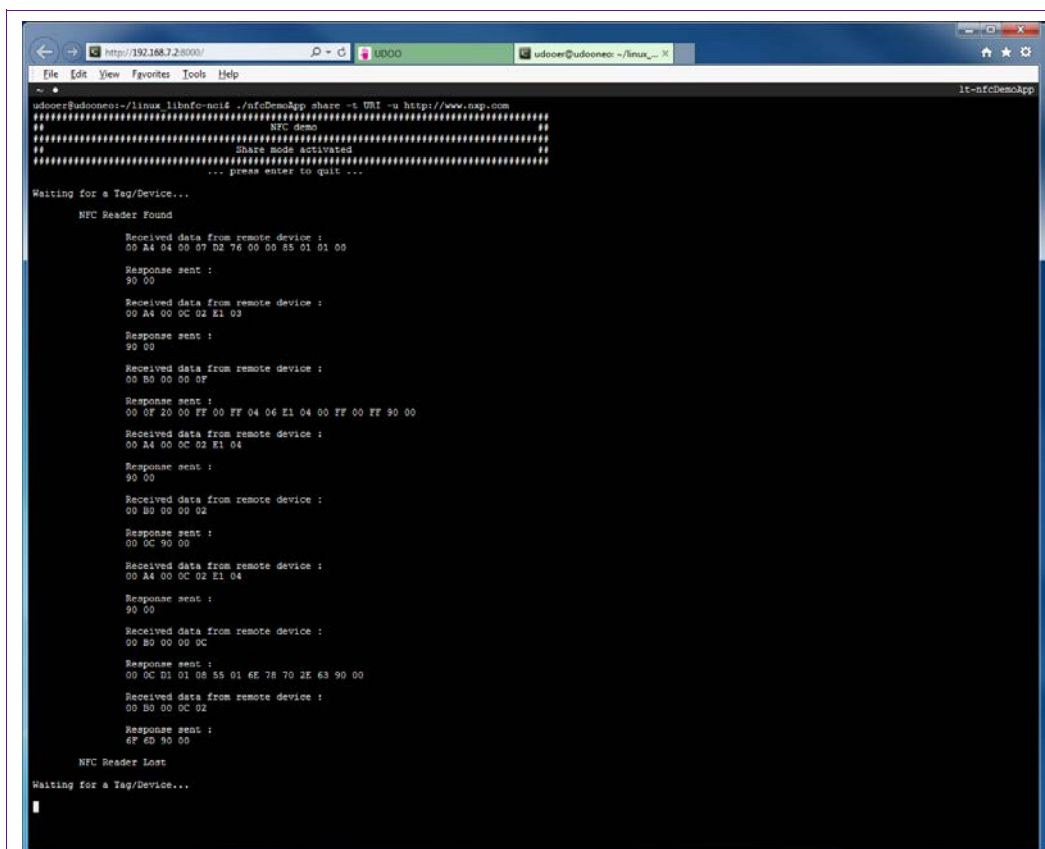 http://192.168.7.2:8000/
UDOO
udooer@udooneo: ~/linux_...
File Edit View Favorites Tools Help
~
lt-nfcDemoApp
udooer@udooneo:~/linux_libnfc-nci$ ./nfcDemoApp share -t URI -u http://www.nxp.com
#########################################################################################
## NFC demo ##
#########################################################################################
## Share mode activated ##
#########################################################################################
... press enter to quit ...
Waiting for a Tag/Device...
NFC Reader Found
Received data from remote device :
00 A4 04 00 07 D2 76 00 00 85 01 01 00
Response sent :
90 00
Received data from remote device :
00 A4 00 0C 02 E1 03
Response sent :
90 00
Received data from remote device :
00 B0 00 00 0F
Response sent :
00 0F 20 00 FF 00 FF 04 06 E1 04 00 FF 00 FF 90 00
Received data from remote device :
00 A4 00 0C 02 E1 04
Response sent :
90 00
Received data from remote device :
00 B0 00 00 02
Response sent :
00 0C 90 00
Received data from remote device :
00 A4 00 0C 02 E1 04
Response sent :
90 00
Received data from remote device :
00 B0 00 00 0C
Response sent :
00 0C D1 01 08 55 01 6E 78 70 2E 63 90 00
Received data from remote device :
00 B0 00 0C 02
Response sent :
6F 6D 90 00
NFC Reader Lost
Waiting for a Tag/Device...